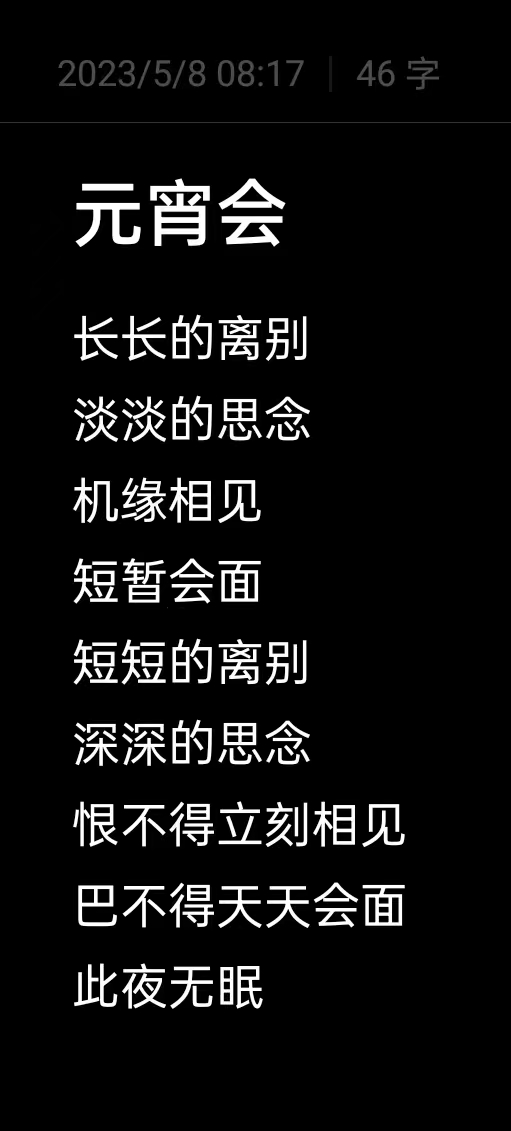 2023/5/8 08:17 | 46 字
元宵会
长长的离别
淡淡的思念
机缘相见
短暂会面
短短的离别
深深的思念
恨不得立刻相见
巴不得天天会面
此夜无眠